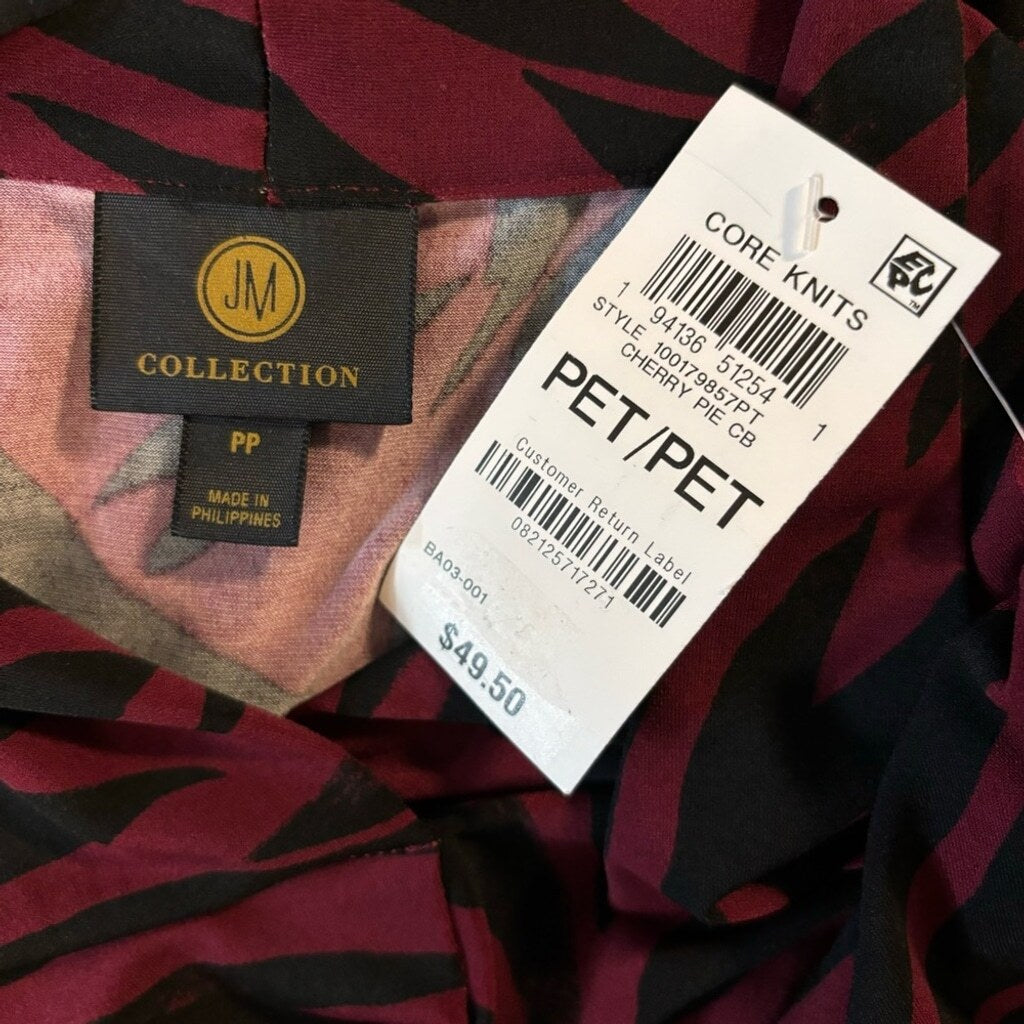 JM
COLLECTION
PP
MADE IN
PHILIPPINES
CORE KNITS
1 94136 51254 1
STYLE 100179857PT
CHERRY PIE CB
PET/PET
Customer Return Label
082125717271
BA03-001
$49.50